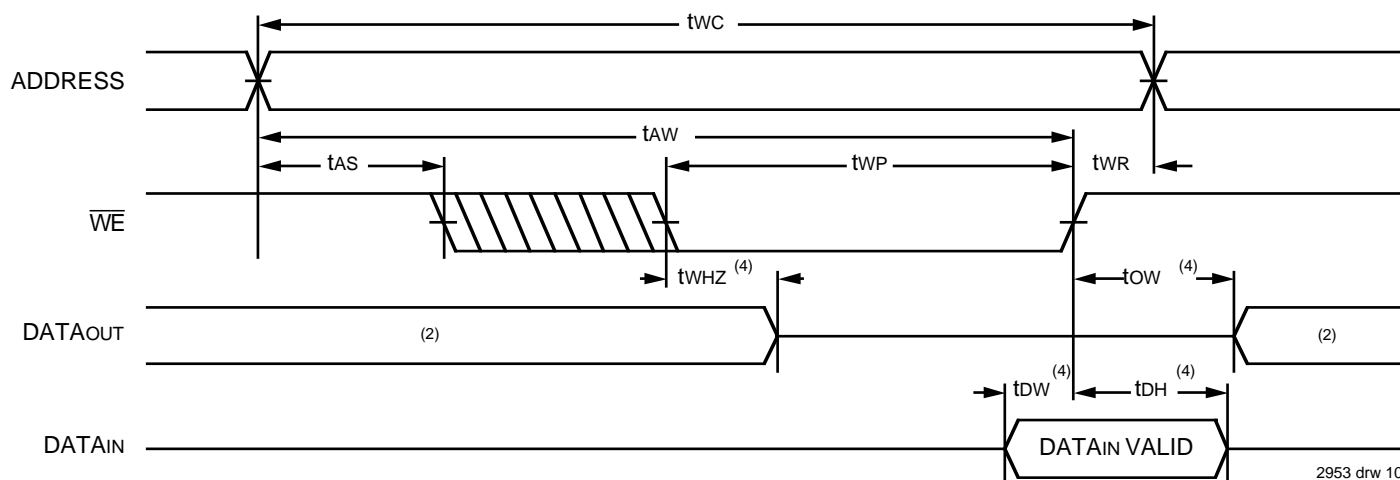 tWC
ADDRESS
tAW
tAS
tWP
tWR
WE
tWHZ (4)
tOW (4)
DATAOUT
(2)
(2)
tDW (4)
tDH (4)
DATAIN
DATAIN VALID
2953 drw 10